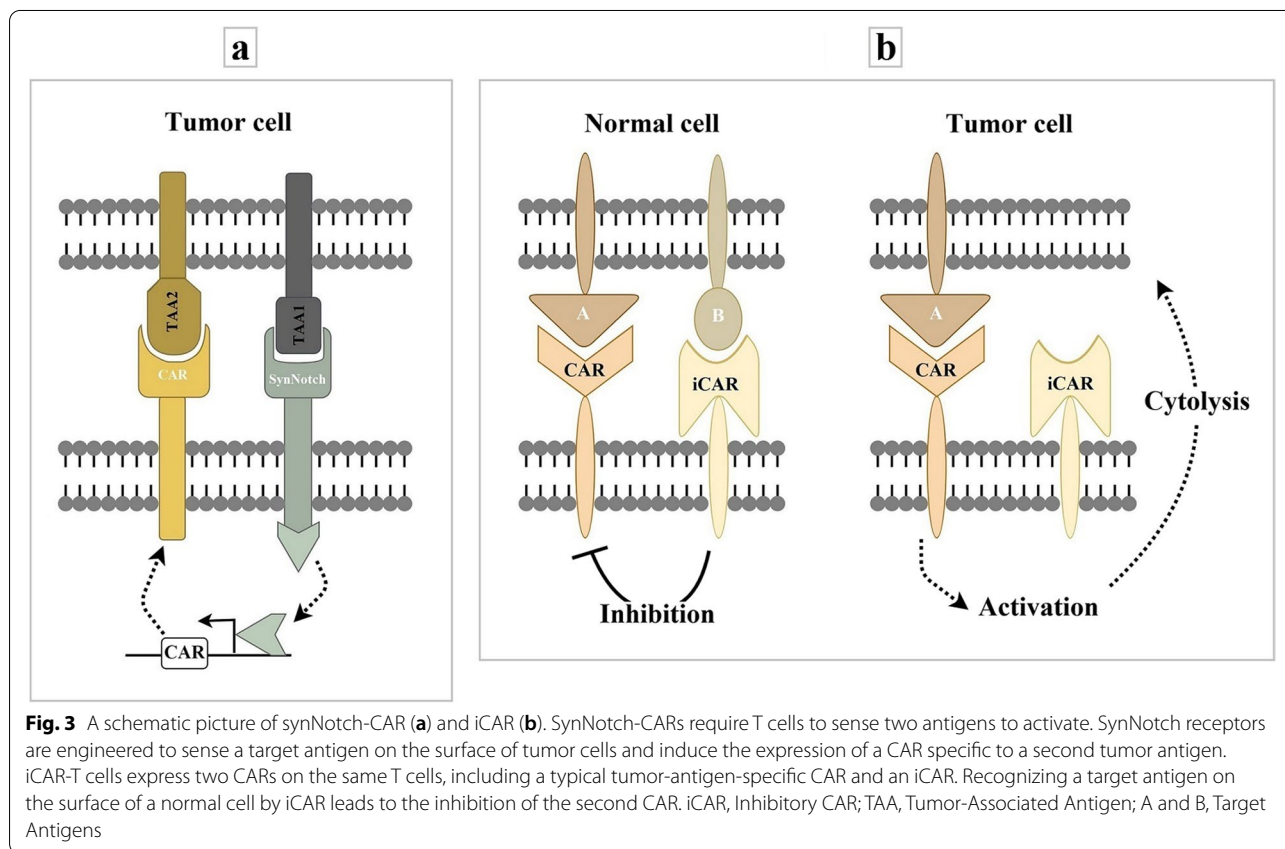 a
b
Tumor cell
TAA2
TAA1
CAR
SynNotch
CAR
Normal cell
Tumor cell
A
B
CAR
iCAR
Inhibition
A
CAR
iCAR
Cytolysis
Activation
Fig. 3 A schematic picture of synNotch-CAR (a) and iCAR (b). SynNotch-CARs require T cells to sense two antigens to activate. SynNotch receptors
are engineered to sense a target antigen on the surface of tumor cells and induce the expression of a CAR specific to a second tumor antigen.
iCAR-T cells express two CARs on the same T cells, including a typical tumor-antigen-specific CAR and an iCAR. Recognizing a target antigen on
the surface of a normal cell by iCAR leads to the inhibition of the second CAR. iCAR, Inhibitory CAR; TAA, Tumor-Associated Antigen; A and B, Target
Antigens